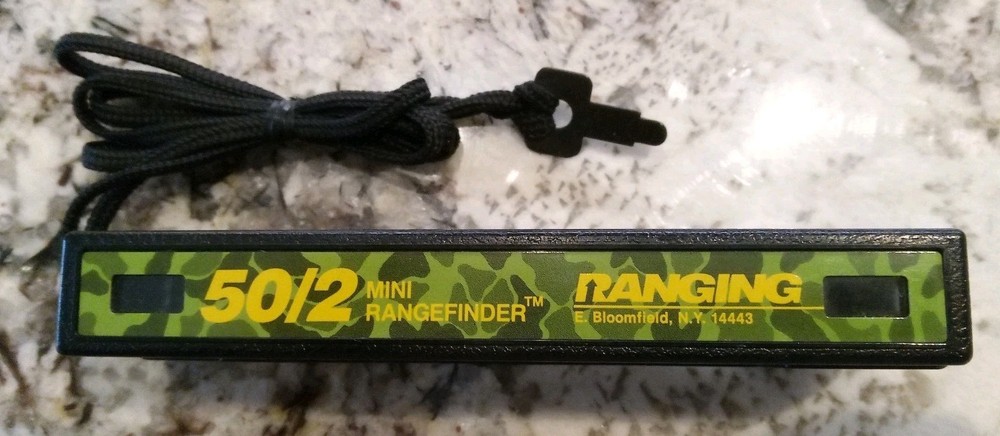 50/2 MINI
RANGEFINDER™
RANGING
E. Bloomfield, N.Y. 14443